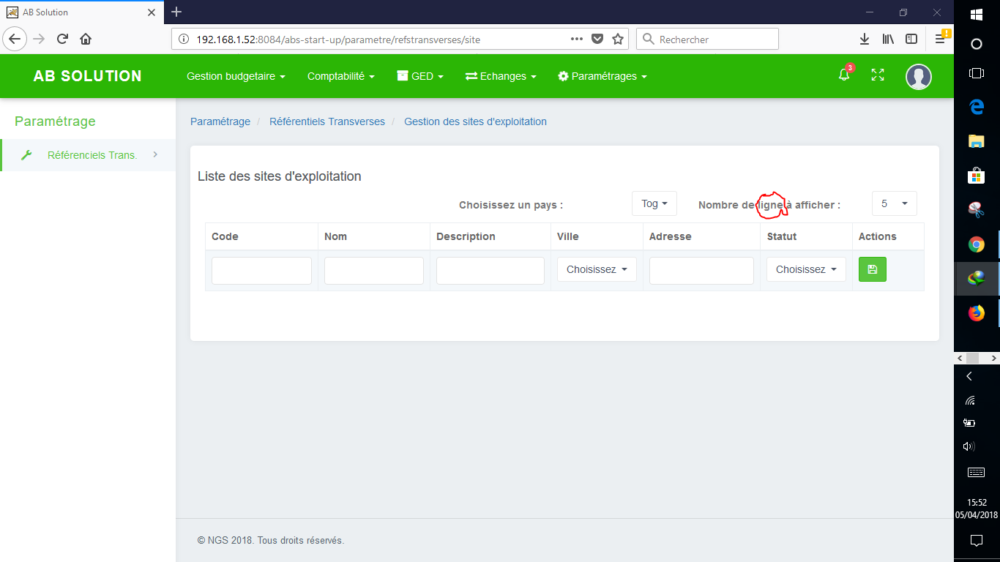 AB Solution
192.168.1.52:8084/abs-start-up/parametre/refstransverses/site
Rechercher
AB SOLUTION
Gestion budgetaire
Comptabilité
GED
Echanges
Paramétrages
3
Paramétrage
Référenciels Trans.
Paramétrage / Référentiels Transverses / Gestion des sites d'exploitation
Liste des sites d'exploitation
Choisissez un pays :
Tog
Nombre de ligne à afficher :
5
Code Nom Description Ville Adresse Statut Actions
Choisissez Choisissez
© NGS 2018. Tous droits réservés.
15:52
05/04/2018